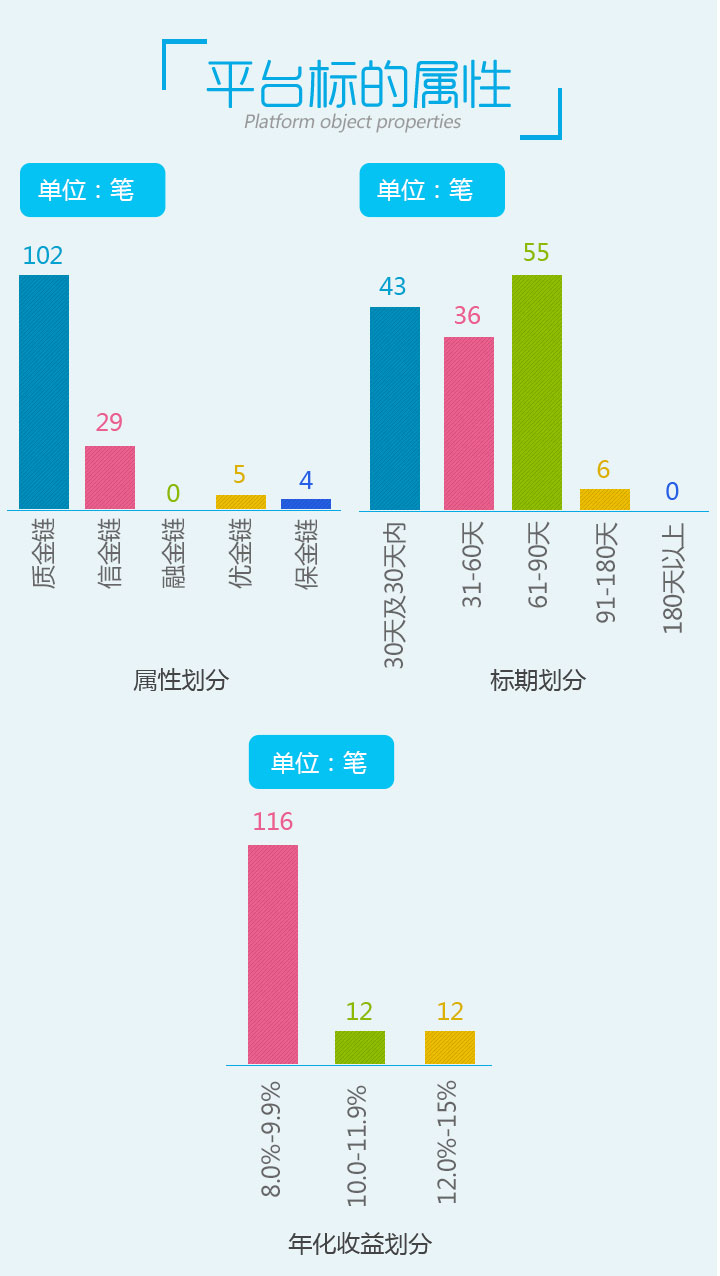 平台标的属性
Platform object properties
单位：笔
102
29
0
5
4
质金链
信金链
融金链
优金链
保金链
属性划分
单位：笔
43
36
55
6
0
30天及30天内
31-60天
61-90天
91-180天
180天以上
标期划分
单位：笔
116
12
12
8.0%-9.9%
10.0-11.9%
12.0%-15%
年化收益划分